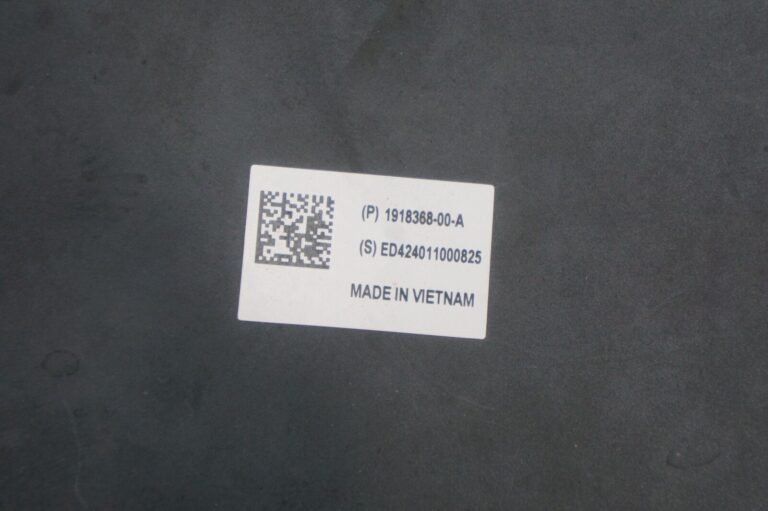 (P) 1918368-00-A
(S) ED424011000825
MADE IN VIETNAM